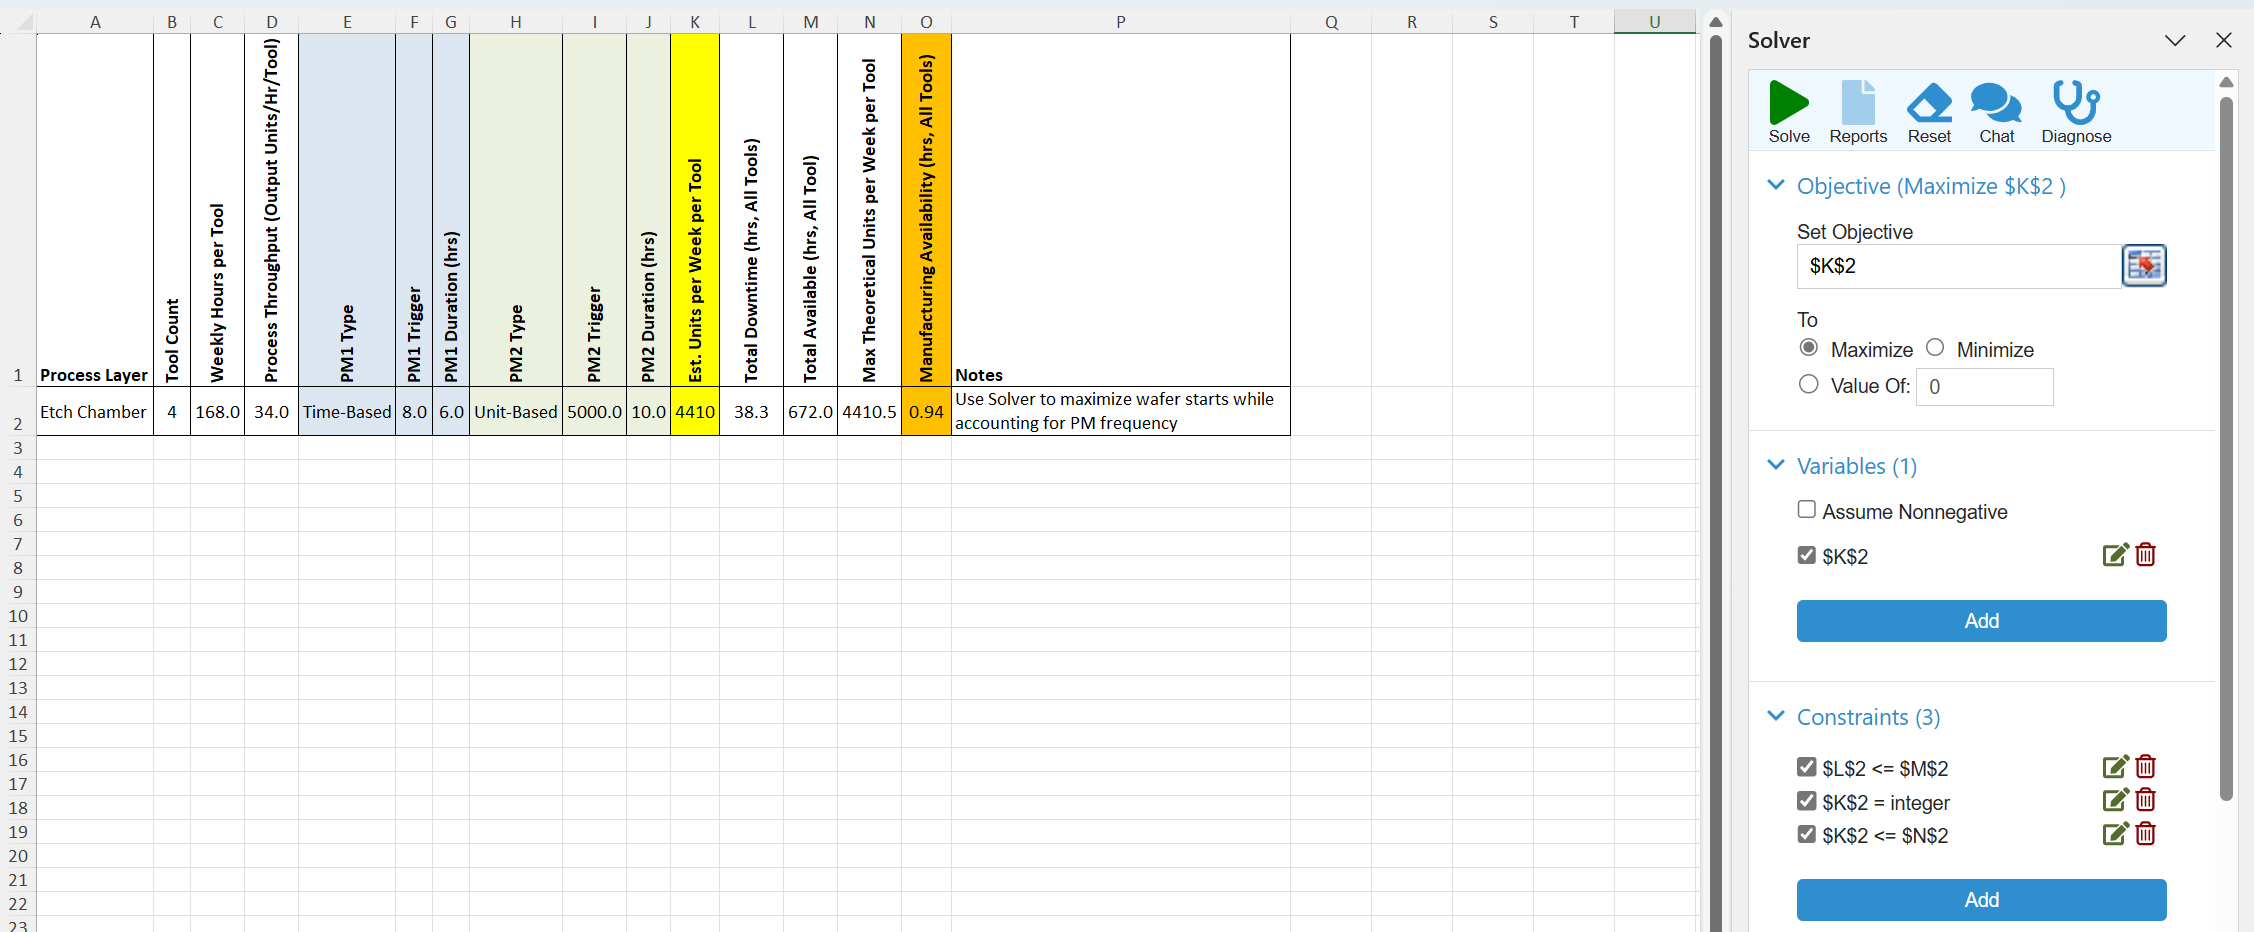 A B C D E F G H I J K L M N O P Q R S T U
1 Process Layer Tool Count Weekly Hours per Tool Process Throughput (Output Units/Hr/Tool) PM1 Type PM1 Trigger PM1 Duration (hrs) PM2 Type PM2 Trigger PM2 Duration (hrs) Est. Units per Week per Tool Total Downtime (hrs, All Tools) Total Available (hrs, All Tool) Max Theoretical Units per Week per Tool Manufacturing Availability (hrs, All Tools) Notes
2 Etch Chamber 4 168.0 34.0 Time-Based 8.0 6.0 Unit-Based 5000.0 10.0 4410 38.3 672.0 4410.5 0.94 Use Solver to maximize wafer starts while
accounting for PM frequency
3
4
5
6
7
8
9
10
11
12
13
14
15
16
17
18
19
20
21
22
23
Solver
Solve Reports Reset Chat Diagnose
Objective (Maximize $K$2 )
Set Objective
$K$2
To
Maximize Minimize
Value Of: 0
Variables (1)
Assume Nonnegative
$K$2
Add
Constraints (3)
$L$2 <= $M$2
$K$2 = integer
$K$2 <= $N$2
Add